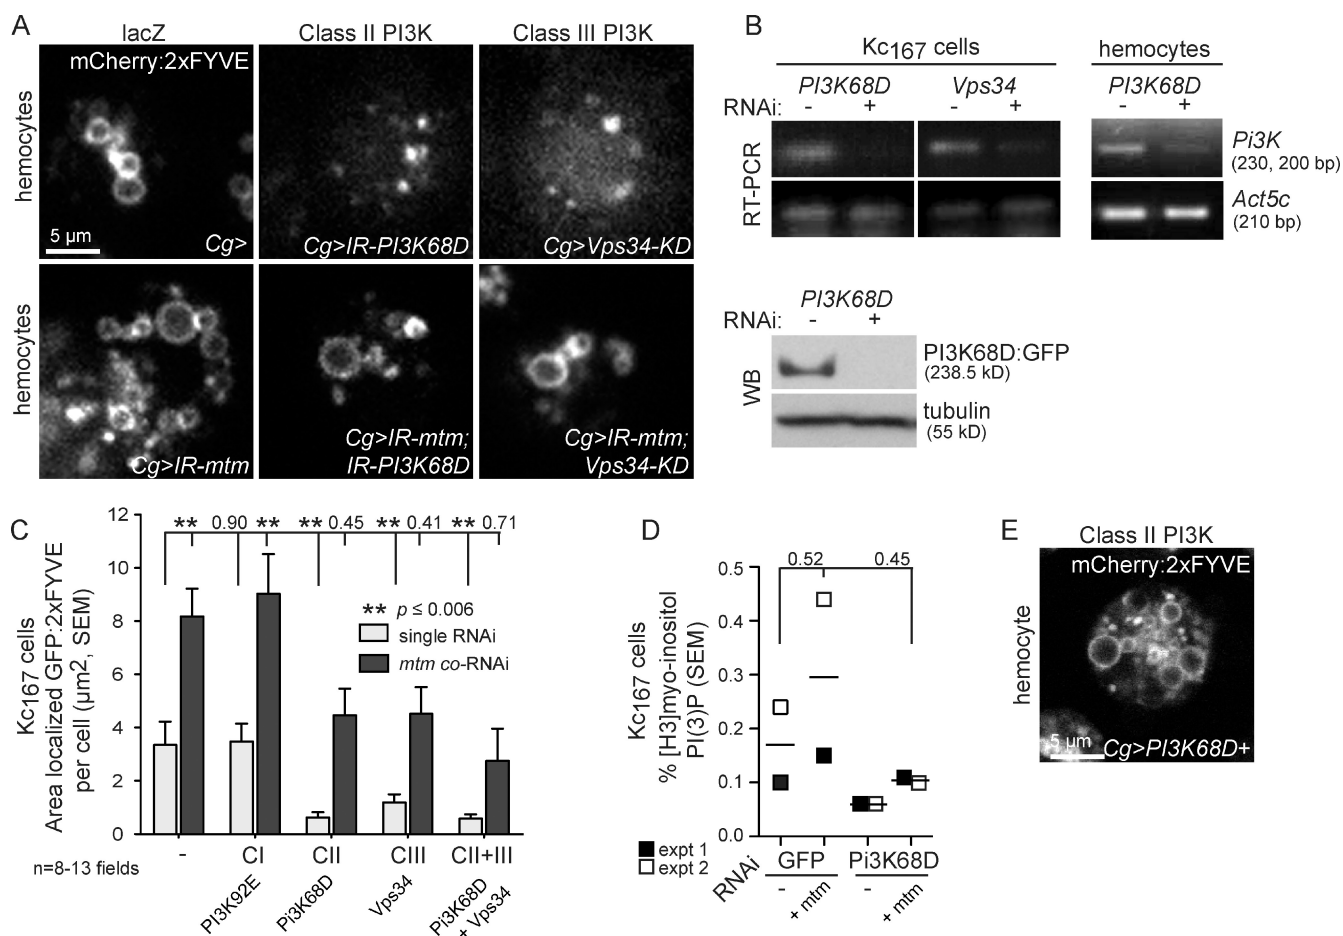 A
lacZ
Class II PI3K
Class III PI3K
hemocytes
mCherry:2xFYVE
5 µm
Cg>
Cg>IR-PI3K68D
Cg>Vps34-KD
hemocytes
Cg>IR-mtm
Cg>IR-mtm;
IR-PI3K68D
Cg>IR-mtm;
Vps34-KD
B
Kc167 cells
hemocytes
PI3K68D
Vps34
PI3K68D
RNAi:
- + - + - +
RT-PCR
Pi3K
(230, 200 bp)
Act5c
(210 bp)
PI3K68D
RNAi: - +
WB
PI3K68D:GFP
(238.5 kD)
tubulin
(55 kD)
C
Kc167 cells
Area localized GFP:2xFYVE
per cell (µm2, SEM)
12
10
8
6
4
2
0
** 0.90 ** ** 0.45 ** 0.41 ** 0.71
** p ≤ 0.006
single RNAi
mtm co-RNAi
- CI CII CIII CII+III
n=8-13 fields
PI3K92E
Pi3K68D
Vps34
Pi3K68D
+ Vps34
D
Kc167 cells
% [H3]myo-inositol
PI(3)P (SEM)
0.5
0.4
0.3
0.2
0.1
0.0
0.52 0.45
expt 1
expt 2
RNAi
GFP Pi3K68D
- + mtm - + mtm
E
Class II PI3K
hemocyte
mCherry:2xFYVE
5 µm
Cg>PI3K68D+